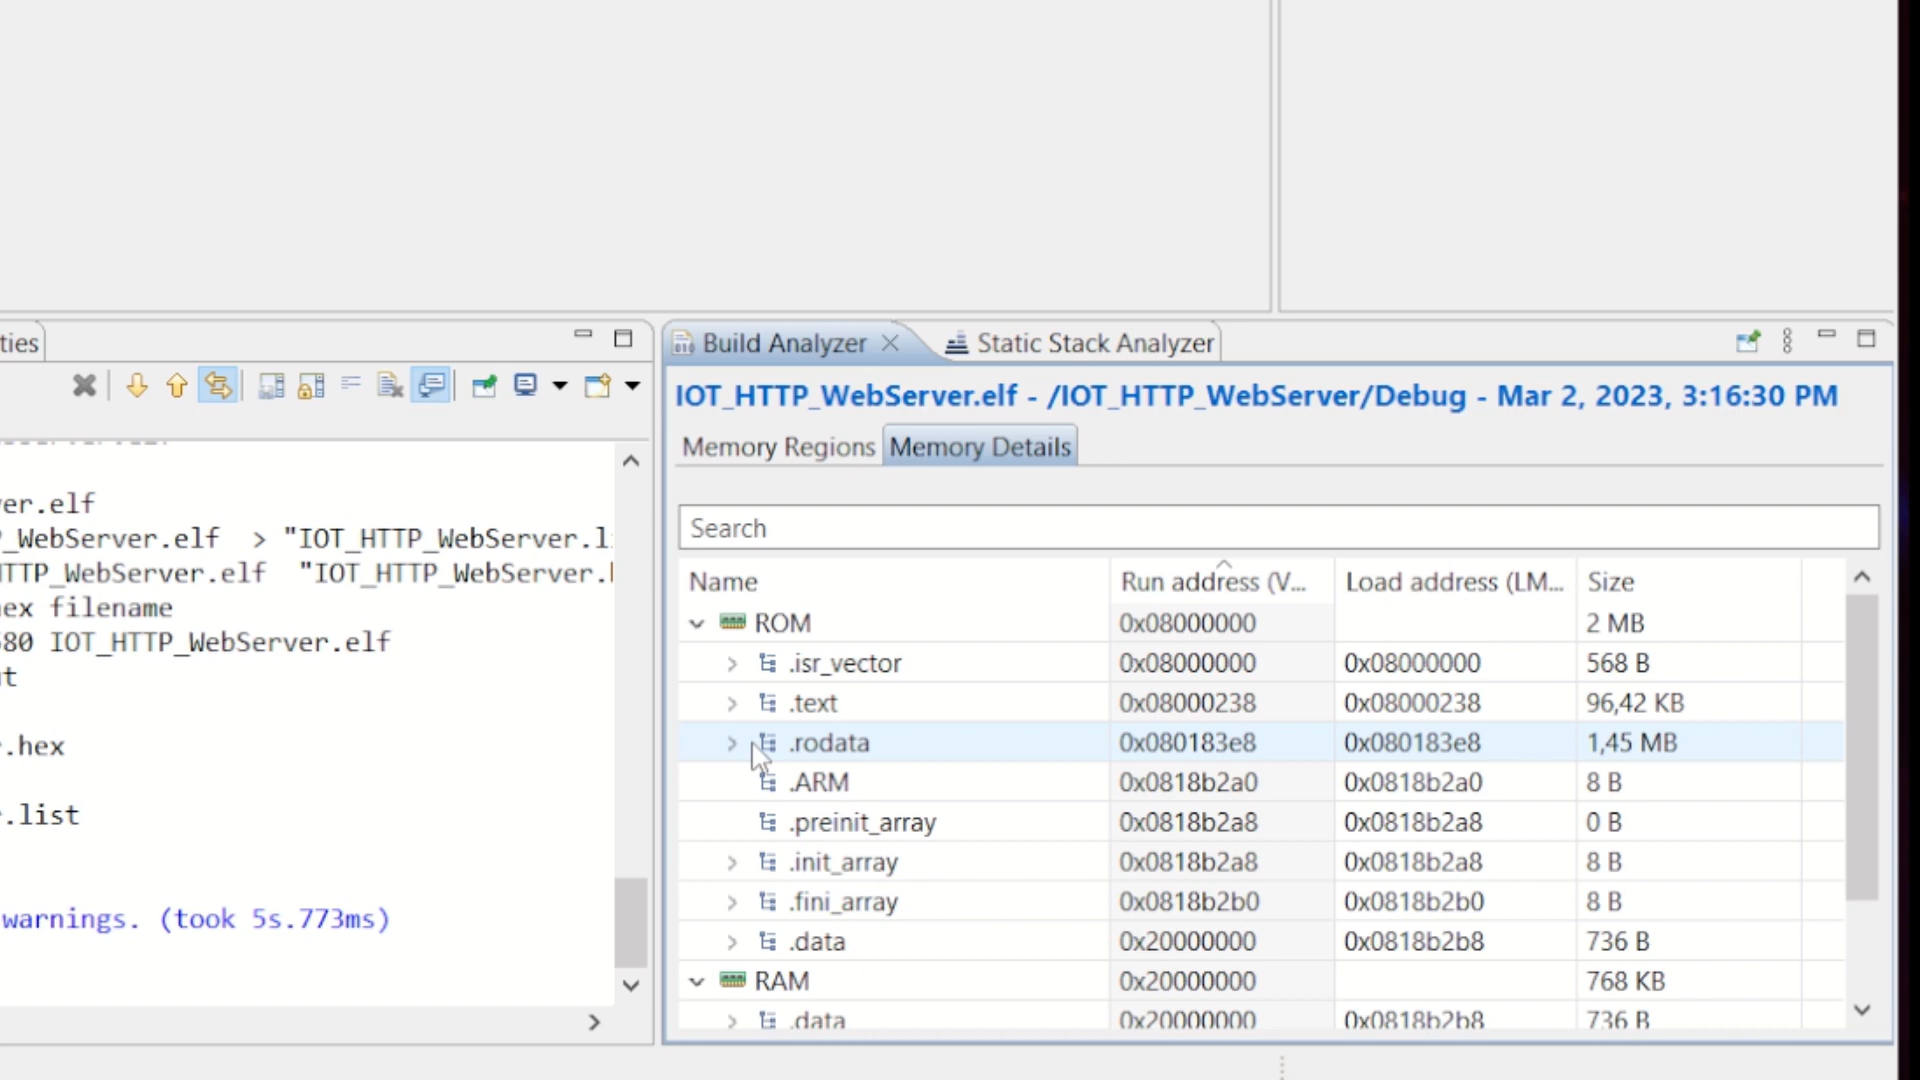 ties
er.elf
P_WebServer.elf > "IOT_HTTP_WebServer.l
TTP_WebServer.elf "IOT_HTTP_WebServer.
ex filename
80 IOT_HTTP_WebServer.elf
t
.hex
.list
warnings. (took 5s.773ms)
Build Analyzer
Static Stack Analyzer
IOT_HTTP_WebServer.elf - /IOT_HTTP_WebServer/Debug - Mar 2, 2023, 3:16:30 PM
Memory Regions Memory Details
Search
Name Run address (V... Load address (LM... Size
ROM 0x08000000 2 MB
.isr_vector 0x08000000 0x08000000 568 B
.text 0x08000238 0x08000238 96,42 KB
.rodata 0x080183e8 0x080183e8 1,45 MB
.ARM 0x0818b2a0 0x0818b2a0 8 B
.preinit_array 0x0818b2a8 0x0818b2a8 0 B
.init_array 0x0818b2a8 0x0818b2a8 8 B
.fini_array 0x0818b2b0 0x0818b2b0 8 B
.data 0x20000000 0x0818b2b8 736 B
RAM 0x20000000 768 KB
.data 0x20000000 0x0818b2b8 736 B